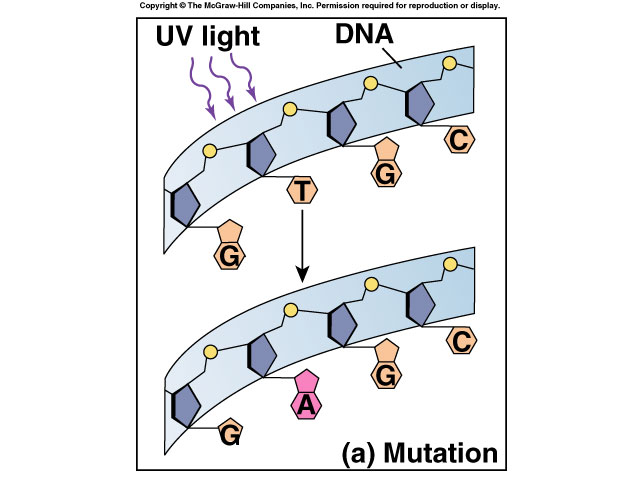 Copyright © The McGraw-Hill Companies, Inc. Permission required for reproduction or display.
UV light
DNA
C
G
T
G
C
G
A
G
(a) Mutation